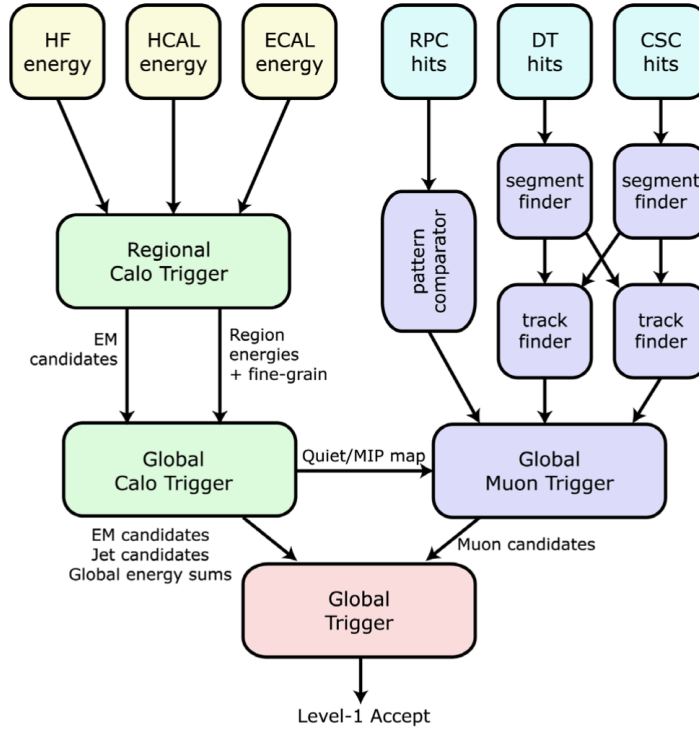 HF
energy
HCAL
energy
ECAL
energy
RPC
hits
DT
hits
CSC
hits
segment
finder
segment
finder
pattern
comparator
Regional
Calo Trigger
track
finder
track
finder
EM
candidates
Region
energies
+ fine-grain
Global
Calo Trigger
Quiet/MIP map
Global
Muon Trigger
EM candidates
Jet candidates
Global energy sums
Muon candidates
Global
Trigger
Level-1 Accept